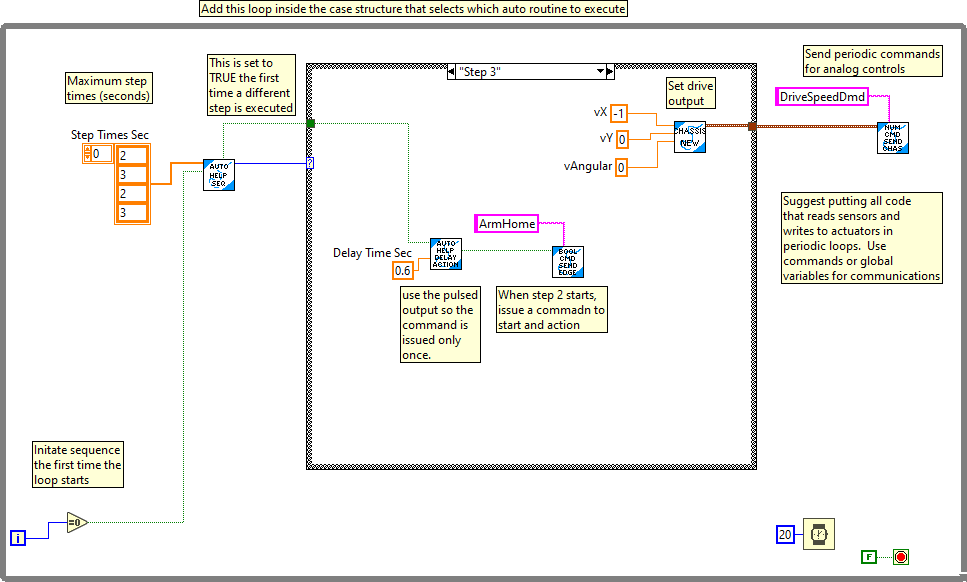 Add this loop inside the case structure that selects which auto routine to execute
Maximum step
times (seconds)
This is set to
TRUE the first
time a different
step is executed
"Step 3"
Set drive
output
Send periodic commands
for analog controls
DriveSpeedDmd
Step Times Sec
0
2
3
2
3
AUTO
HELP
SEQ
?
vX
-1
vY
0
vAngular
0
CHASSIS
NEW
NUM
CMD
SEND
CHAS
Suggest putting all code
that reads sensors and
writes to actuators in
periodic loops. Use
commands or global
variables for communications
ArmHome
Delay Time Sec
0.6
AUTO
HELP
DELAY
ACTION
BOOL
CMD
SEND
EDGE
use the pulsed
output so the
command is
issued only
once.
When step 2 starts,
issue a commadn to
start and action
Initate sequence
the first time the
loop starts
i
=0
20
F